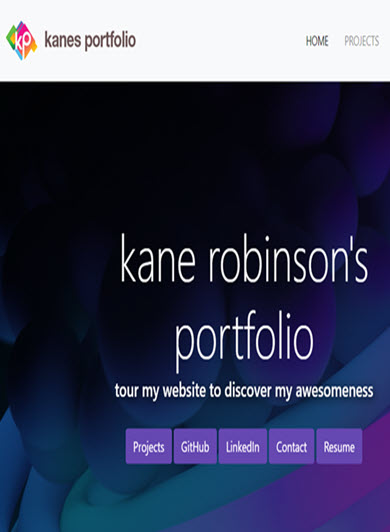 kp kanes portfolio
HOME PROJECTS
kane robinson's
portfolio
tour my website to discover my awesomeness
Projects GitHub LinkedIn Contact Resume